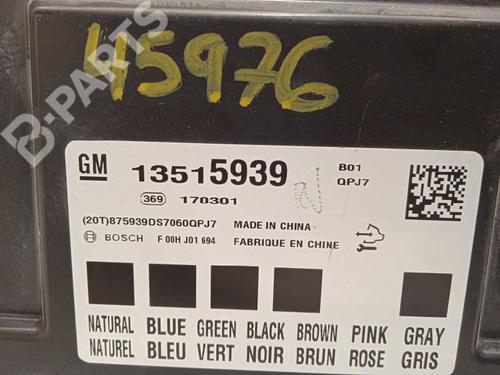 45976
GM 13515939 B01
QPJ7
369 170301
(20T)875939DS7060QPJ7 MADE IN CHINA
BOSCH F 00H J01 694 FABRIQUE EN CHINE
NATURAL BLUE GREEN BLACK BROWN PINK GRAY
NATUREL BLEU VERT NOIR BRUN ROSE GRIS
B-PARTS